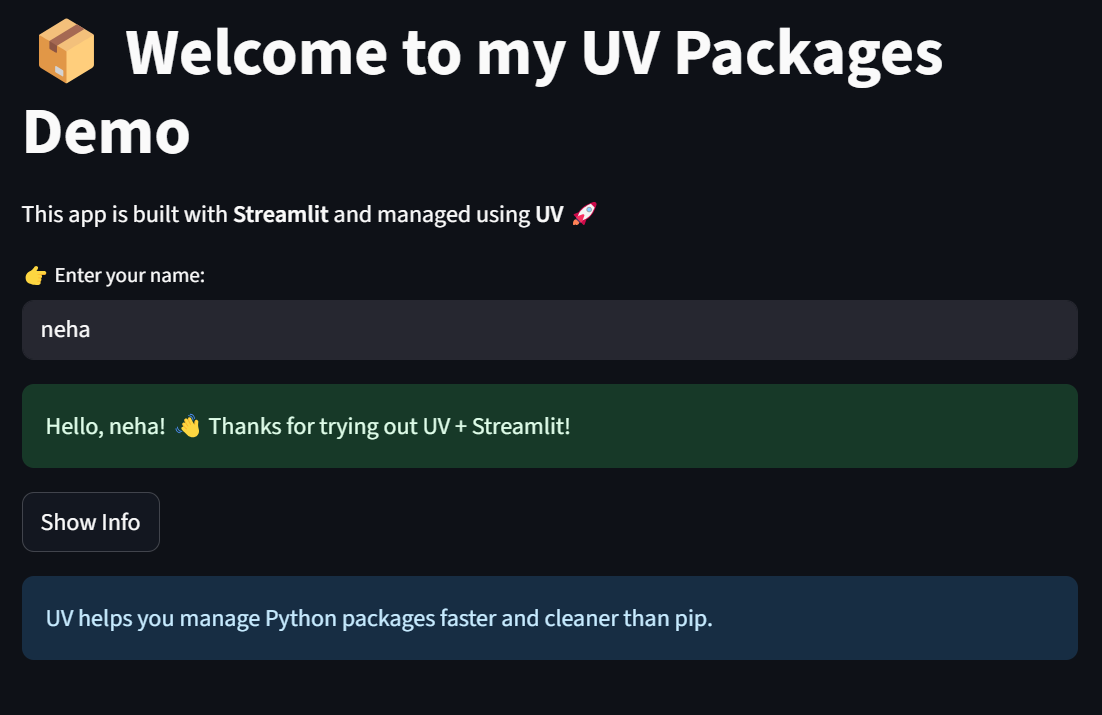 📦 Welcome to my UV Packages
Demo
This app is built with Streamlit and managed using UV 🚀
👉 Enter your name:
neha
Hello, neha! 👋 Thanks for trying out UV + Streamlit!
Show Info
UV helps you manage Python packages faster and cleaner than pip.